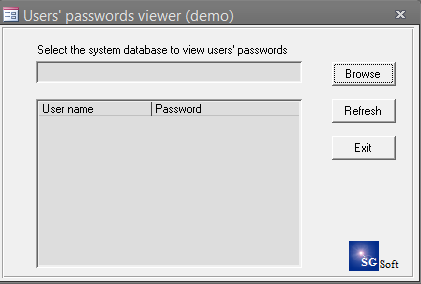 Users' passwords viewer (demo)
Select the system database to view users' passwords
Browse
User name Password
Refresh
Exit
SG Soft